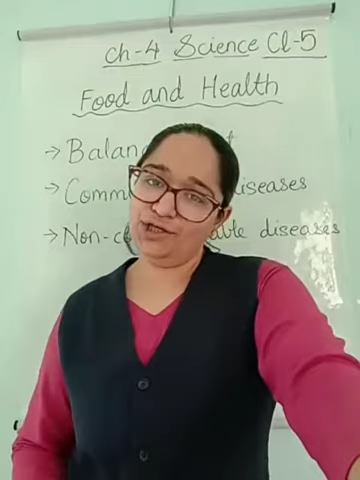 Ch-4 Science Cl-5
Food and Health
→ Balan
→ Comm iseases
→ Non-c able diseases